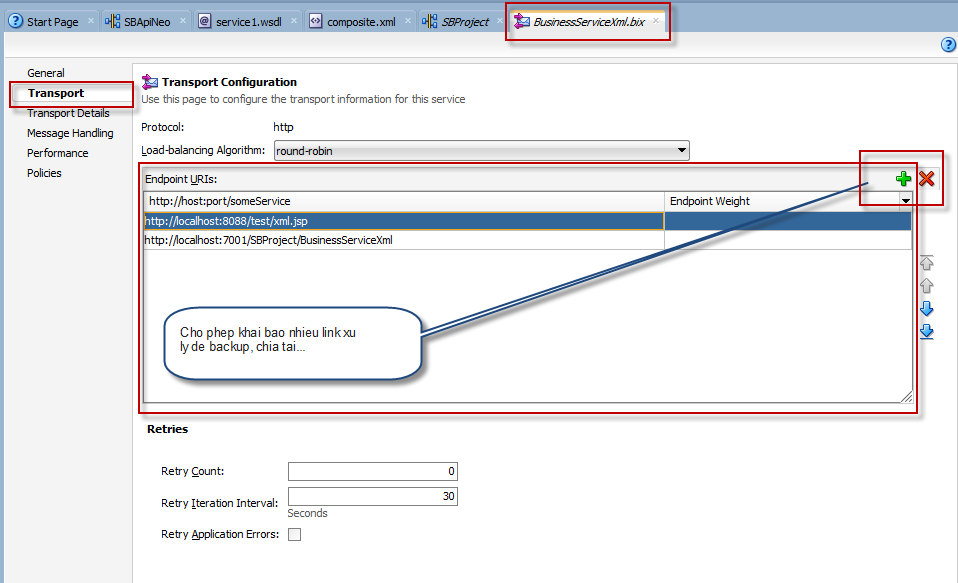 Start Page
SBApiNeo
service1.wsdl
composite.xml
SBProject
BusinessServiceXml.bix
General
Transport
Transport Details
Message Handling
Performance
Policies
Transport Configuration
Use this page to configure the transport information for this service
Protocol: http
Load-balancing Algorithm: round-robin
Endpoint URIs:
http://host:port/someService Endpoint Weight
http://localhost:8088/test/xml.jsp
http://localhost:7001/SBProject/BusinessServiceXml
Cho phep khai bao nhieu link xu
ly de backup, chia tai...
Retries
Retry Count: 0
Retry Iteration Interval: 30
Seconds
Retry Application Errors: